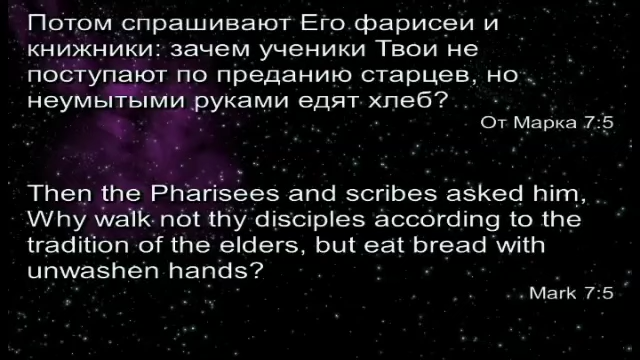 Потом спрашивают Его фарисеи и
книжники: зачем ученики Твои не
поступают по преданию старцев, но
неумытыми руками едят хлеб?
От Марка 7:5
Then the Pharisees and scribes asked him,
Why walk not thy disciples according to the
tradition of the elders, but eat bread with
unwashen hands?
Mark 7:5